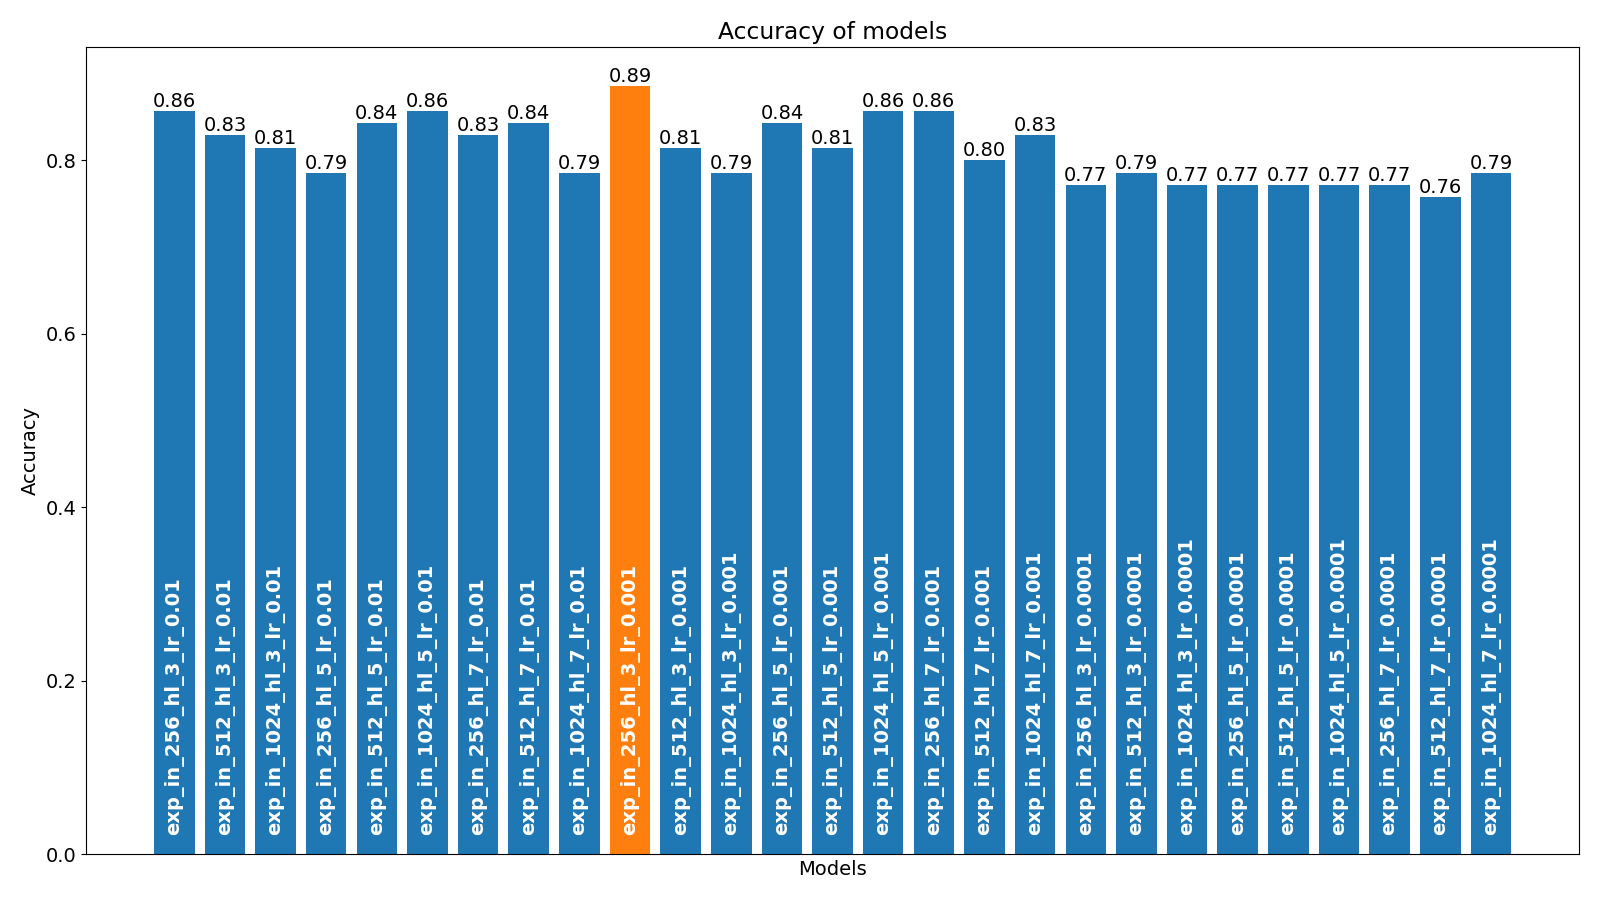 Accuracy of models
0.86
0.83
0.81
0.79
0.84
0.86
0.83
0.84
0.79
0.89
0.81
0.79
0.84
0.81
0.86
0.86
0.80
0.83
0.77
0.79
0.77
0.77
0.77
0.77
0.77
0.76
0.79
0.8
0.6
0.4
0.2
0.0
Accuracy
exp_in_256_hl_3_lr_0.01
exp_in_512_hl_3_lr_0.01
exp_in_1024_hl_3_lr_0.01
exp_in_256_hl_5_lr_0.01
exp_in_512_hl_5_lr_0.01
exp_in_1024_hl_5_lr_0.01
exp_in_256_hl_7_lr_0.01
exp_in_512_hl_7_lr_0.01
exp_in_1024_hl_7_lr_0.01
exp_in_256_hl_3_lr_0.001
exp_in_512_hl_3_lr_0.001
exp_in_1024_hl_3_lr_0.001
exp_in_256_hl_5_lr_0.001
exp_in_512_hl_5_lr_0.001
exp_in_1024_hl_5_lr_0.001
exp_in_256_hl_7_lr_0.001
exp_in_512_hl_7_lr_0.001
exp_in_1024_hl_7_lr_0.001
exp_in_256_hl_3_lr_0.0001
exp_in_512_hl_3_lr_0.0001
exp_in_1024_hl_3_lr_0.0001
exp_in_256_hl_5_lr_0.0001
exp_in_512_hl_5_lr_0.0001
exp_in_1024_hl_5_lr_0.0001
exp_in_256_hl_7_lr_0.0001
exp_in_512_hl_7_lr_0.0001
exp_in_1024_hl_7_lr_0.0001
Models